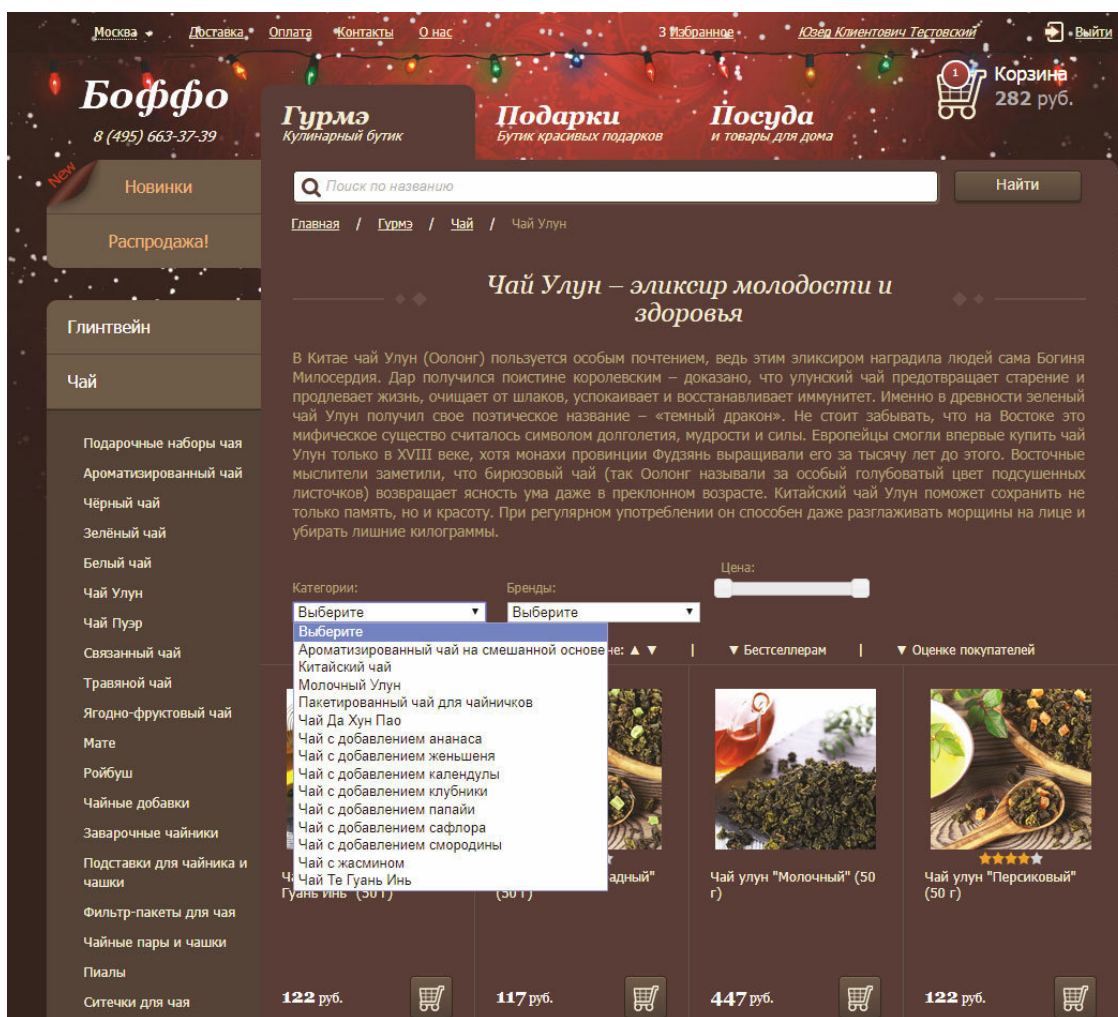 Москва
Доставка
Оплата
Контакты
О нас
3 Избранное
Юзер Клиентович Тестовский
Выйти
Боффо
8 (495) 663-37-39
Гурмэ
Кулинарный бутик
Подарки
Бутик красивых подарков
Посуда
и товары для дома
1
Корзина
282 руб.
New
Новинки
Распродажа!
Поиск по названию
Найти
Главная / Гурмэ / Чай / Чай Улун
Глинтвейн
Чай
Подарочные наборы чая
Ароматизированный чай
Чёрный чай
Зелёный чай
Белый чай
Чай Улун
Чай Пуэр
Связанный чай
Травяной чай
Ягодно-фруктовый чай
Мате
Ройбуш
Чайные добавки
Заварочные чайники
Подставки для чайника и
чашки
Фильтр-пакеты для чая
Чайные пары и чашки
Пиалы
Ситечки для чая
Чай Улун – эликсир молодости и
здоровья
В Китае чай Улун (Оолонг) пользуется особым почтением, ведь этим эликсиром наградила людей сама Богиня
Милосердия. Дар получился поистине королевским – доказано, что улунский чай предотвращает старение и
продлевает жизнь, очищает от шлаков, успокаивает и восстанавливает иммунитет. Именно в древности зеленый
чай Улун получил свое поэтическое название – «темный дракон». Не стоит забывать, что на Востоке это
мифическое существо считалось символом долголетия, мудрости и силы. Европейцы смогли впервые купить чай
Улун только в XVIII веке, хотя монахи провинции Фудзянь выращивали его за тысячу лет до этого. Восточные
мыслители заметили, что бирюзовый чай (так Оолонг называли за особый голубоватый цвет подсушенных
листочков) возвращает ясность ума даже в преклонном возрасте. Китайский чай Улун поможет сохранить не
только память, но и красоту. При регулярном употреблении он способен даже разглаживать морщины на лице и
убирать лишние килограммы.
Категории:
Бренды:
Цена:
Выберите
Выберите
Выберите
Ароматизированный чай на смешанной основе
Китайский чай
Молочный Улун
Пакетированный чай для чайничков
Чай Да Хун Пао
Чай с добавлением ананаса
Чай с добавлением женьшеня
Чай с добавлением календулы
Чай с добавлением клубники
Чай с добавлением папайи
Чай с добавлением сафлора
Чай с добавлением смородины
Чай с жасмином
Чай Те Гуань Инь
не: ▲ ▼ | ▼ Бестселлерам | ▼ Оценке покупателей
Гуань Инь" (50 г)
адный"
(50 г)
Чай улун "Молочный" (50
г)
Чай улун "Персиковый"
(50 г)
122 руб.
117 руб.
447 руб.
122 руб.